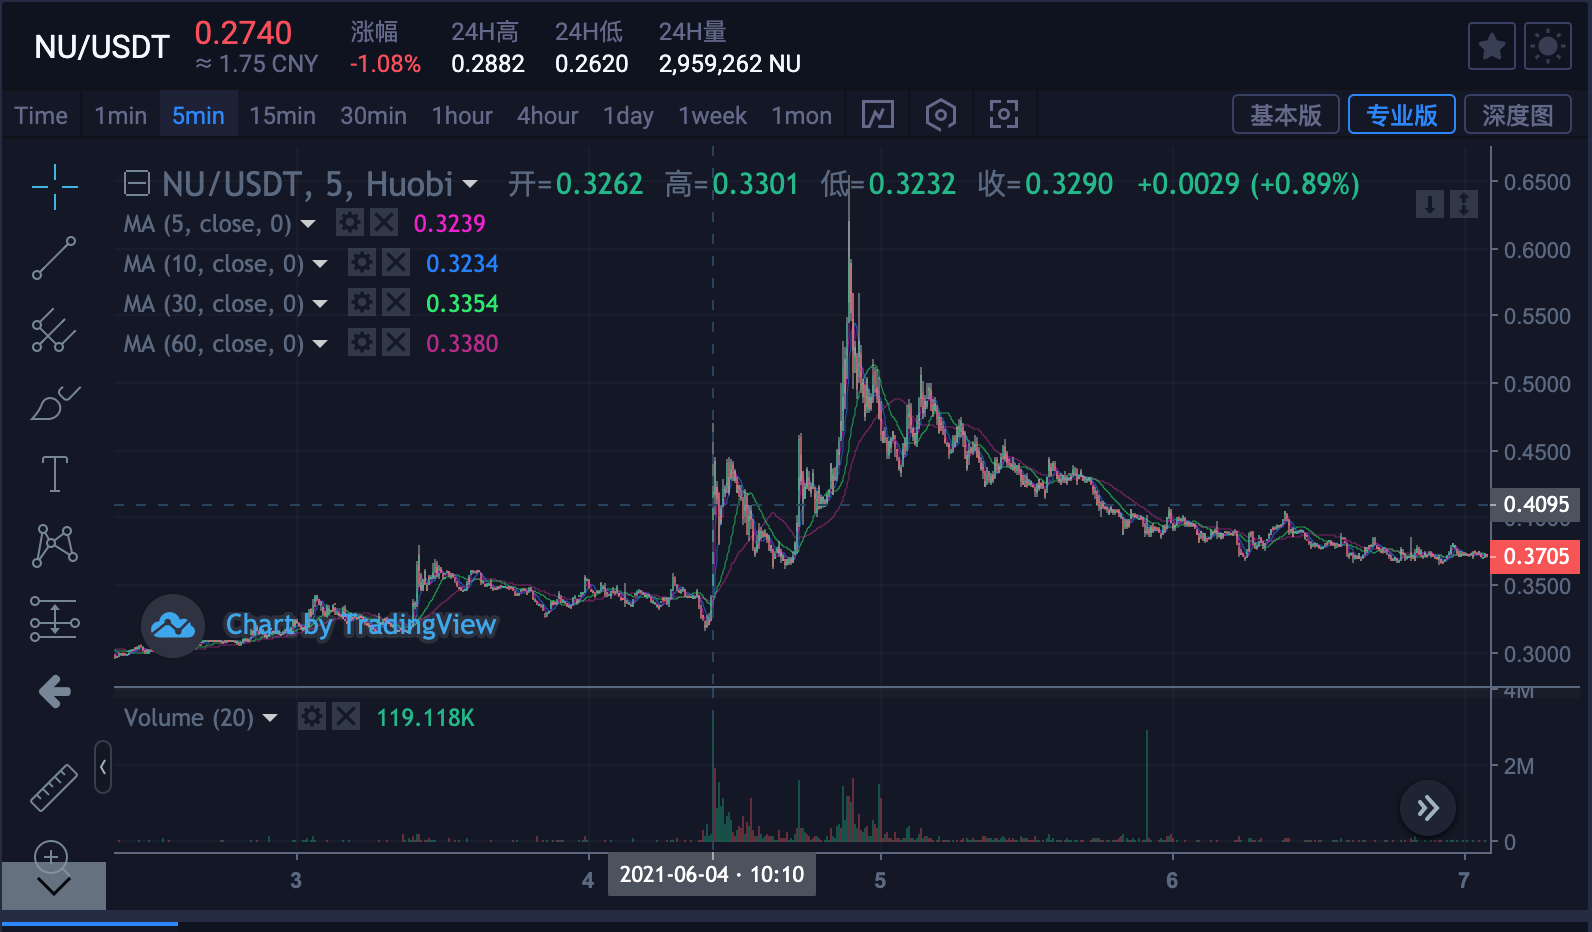 NU/USDT 0.2740 涨幅 24H高 24H低 24H量
≈ 1.75 CNY -1.08% 0.2882 0.2620 2,959,262 NU
Time 1min 5min 15min 30min 1hour 4hour 1day 1week 1mon 基本版 专业版 深度图
NU/USDT, 5, Huobi 开=0.3262 高=0.3301 低=0.3232 收=0.3290 +0.0029 (+0.89%)
MA (5, close, 0) 0.3239
MA (10, close, 0) 0.3234
MA (30, close, 0) 0.3354
MA (60, close, 0) 0.3380
0.6500
0.6000
0.5500
0.5000
0.4500
0.4095
0.4000
0.3705
0.3500
0.3000
Chart by TradingView
4M
Volume (20) 119.118K
2M
0
3 4 2021-06-04 · 10:10 5 6 7